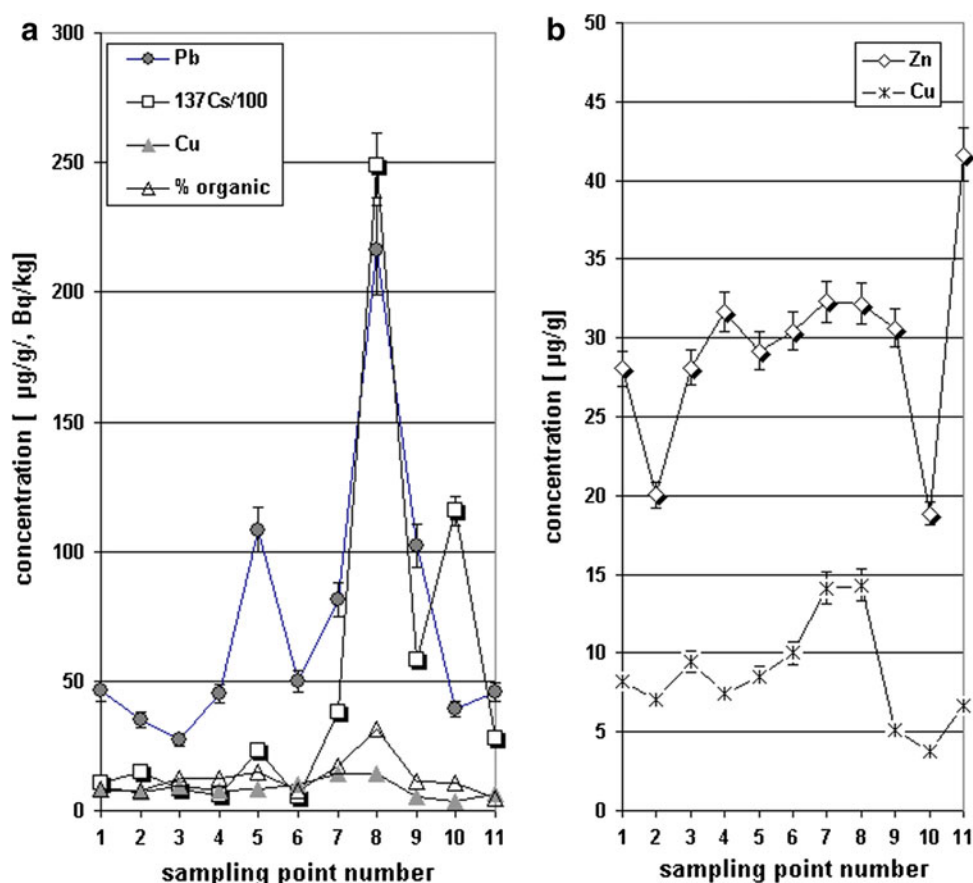 a
300
250
200
150
100
50
0
concentration [ µg/g/, Bq/kg]
Pb
137Cs/100
Cu
% organic
1 2 3 4 5 6 7 8 9 10 11
sampling point number
b
50
45
40
35
30
25
20
15
10
5
0
concentration [ µg/g]
Zn
Cu
1 2 3 4 5 6 7 8 9 10 11
sampling point number